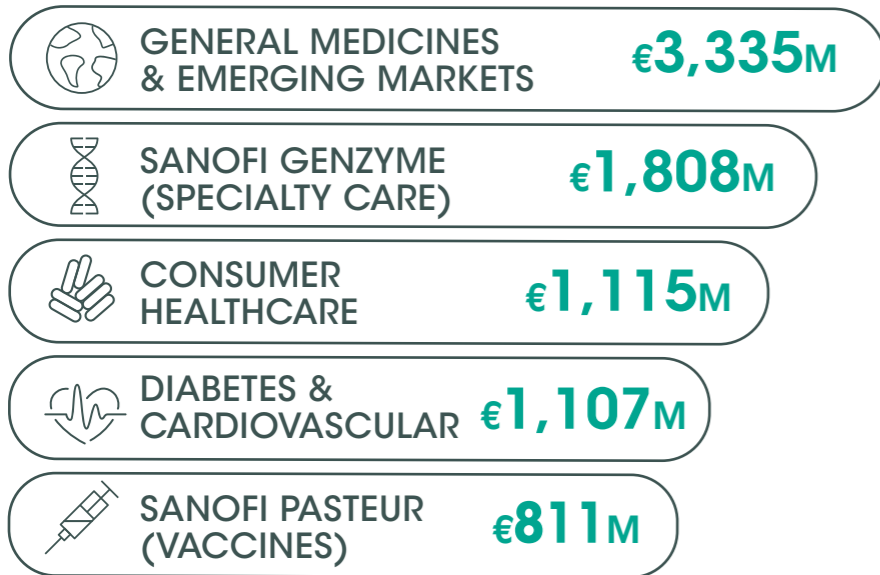 GENERAL MEDICINES
& EMERGING MARKETS
€3,335M
SANOFI GENZYME
(SPECIALTY CARE)
€1,808M
CONSUMER
HEALTHCARE
€1,115M
DIABETES &
CARDIOVASCULAR
€1,107M
SANOFI PASTEUR
(VACCINES)
€811M